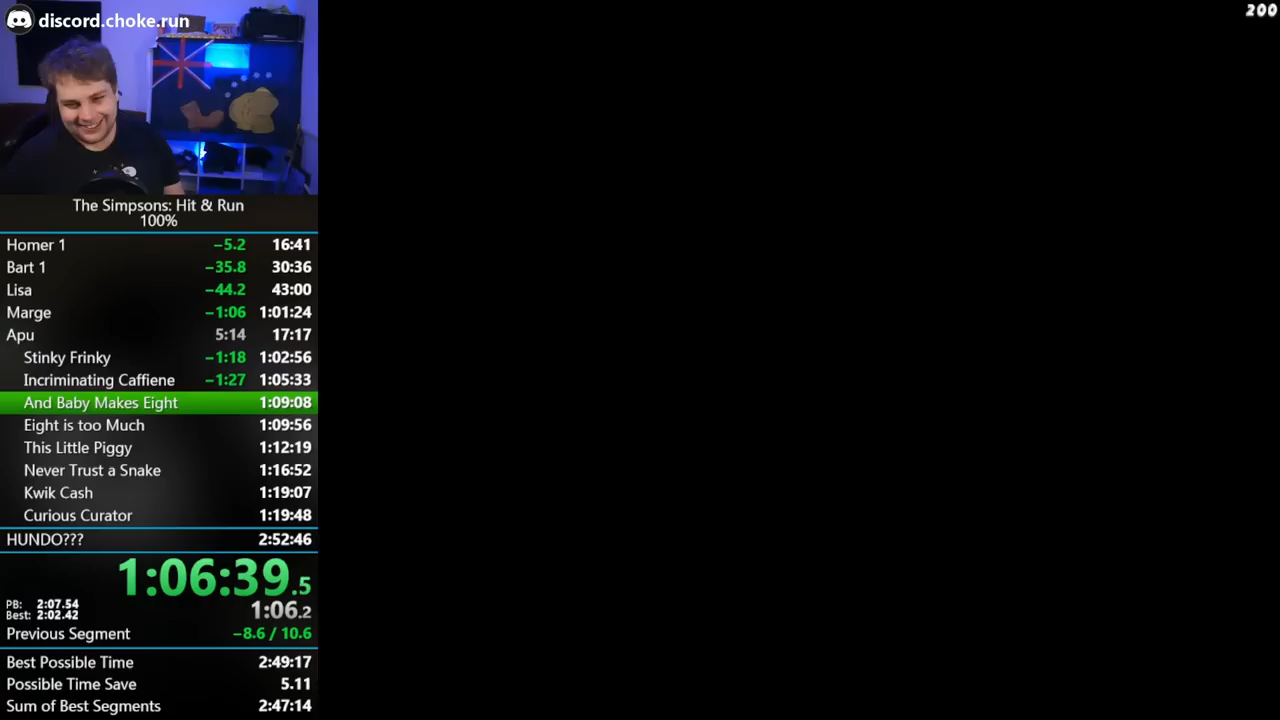 discord.choke.run
200
The Simpsons: Hit & Run
100%
Homer 1 −5.2 16:41
Bart 1 −35.8 30:36
Lisa −44.2 43:00
Marge −1:06 1:01:24
Apu 5:14 17:17
Stinky Frinky −1:18 1:02:56
Incriminating Caffiene −1:27 1:05:33
And Baby Makes Eight 1:09:08
Eight is too Much 1:09:56
This Little Piggy 1:12:19
Never Trust a Snake 1:16:52
Kwik Cash 1:19:07
Curious Curator 1:19:48
HUNDO??? 2:52:46
1:06:39.5
PB: 2:07.54
Best: 2:02.42
1:06.2
Previous Segment −8.6 / 10.6
Best Possible Time 2:49:17
Possible Time Save 5.11
Sum of Best Segments 2:47:14